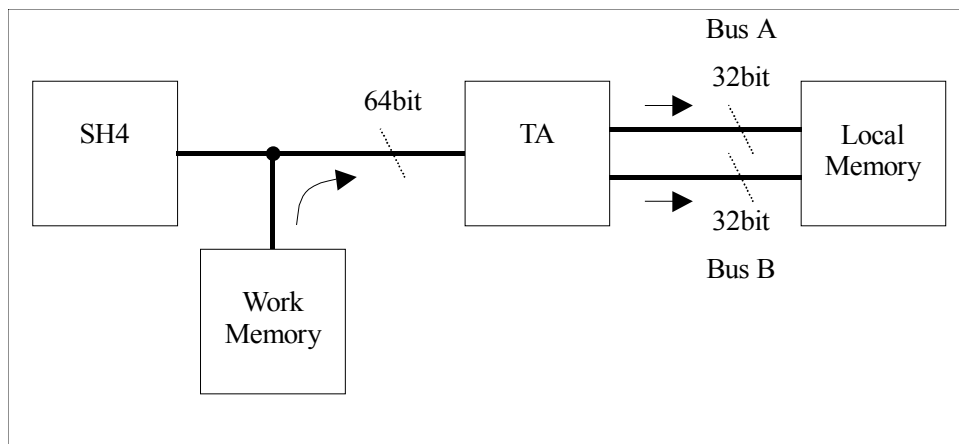 Bus A
32bit
64bit
SH4
TA
Local
Memory
32bit
Bus B
Work
Memory